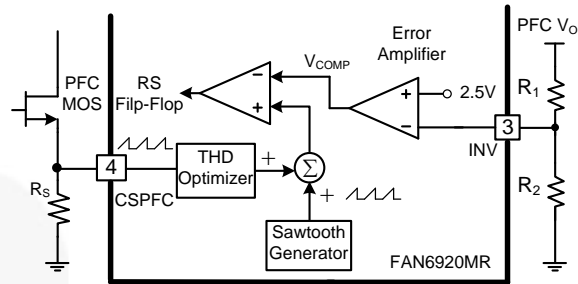 Error
Amplifier
PFC VO
PFC
MOS
RS
Filp-Flop
VCOMP
−
+
+
−
2.5V
R1
3
INV
4
CSPFC
THD
Optimizer
+
Σ
+
RS
R2
Sawtooth
Generator
FAN6920MR